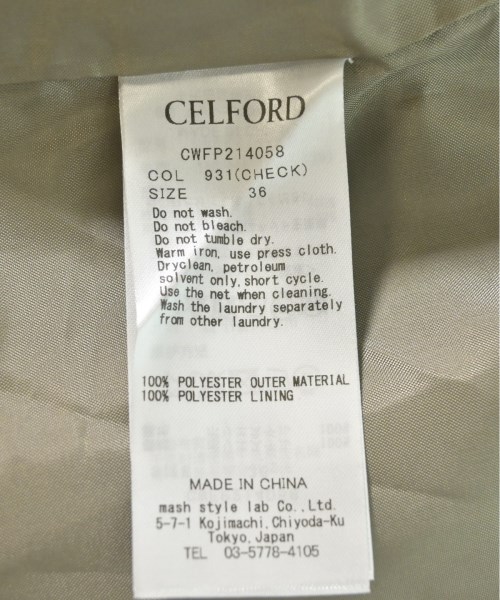 CELFORD
CWFP214058
COL 931(CHECK)
SIZE 36
Do not wash.
Do not bleach.
Do not tumble dry.
Warm iron, use press cloth.
Dryclean, petroleum
solvent only,short cycle.
Use the net when cleaning.
Wash the laundry separately
from other laundry.
100% POLYESTER OUTER MATERIAL
100% POLYESTER LINING
MADE IN CHINA
mash style lab Co.,Ltd.
5-7-1 Kojimachi,Chiyoda-Ku
Tokyo,Japan
TEL 03-5778-4105